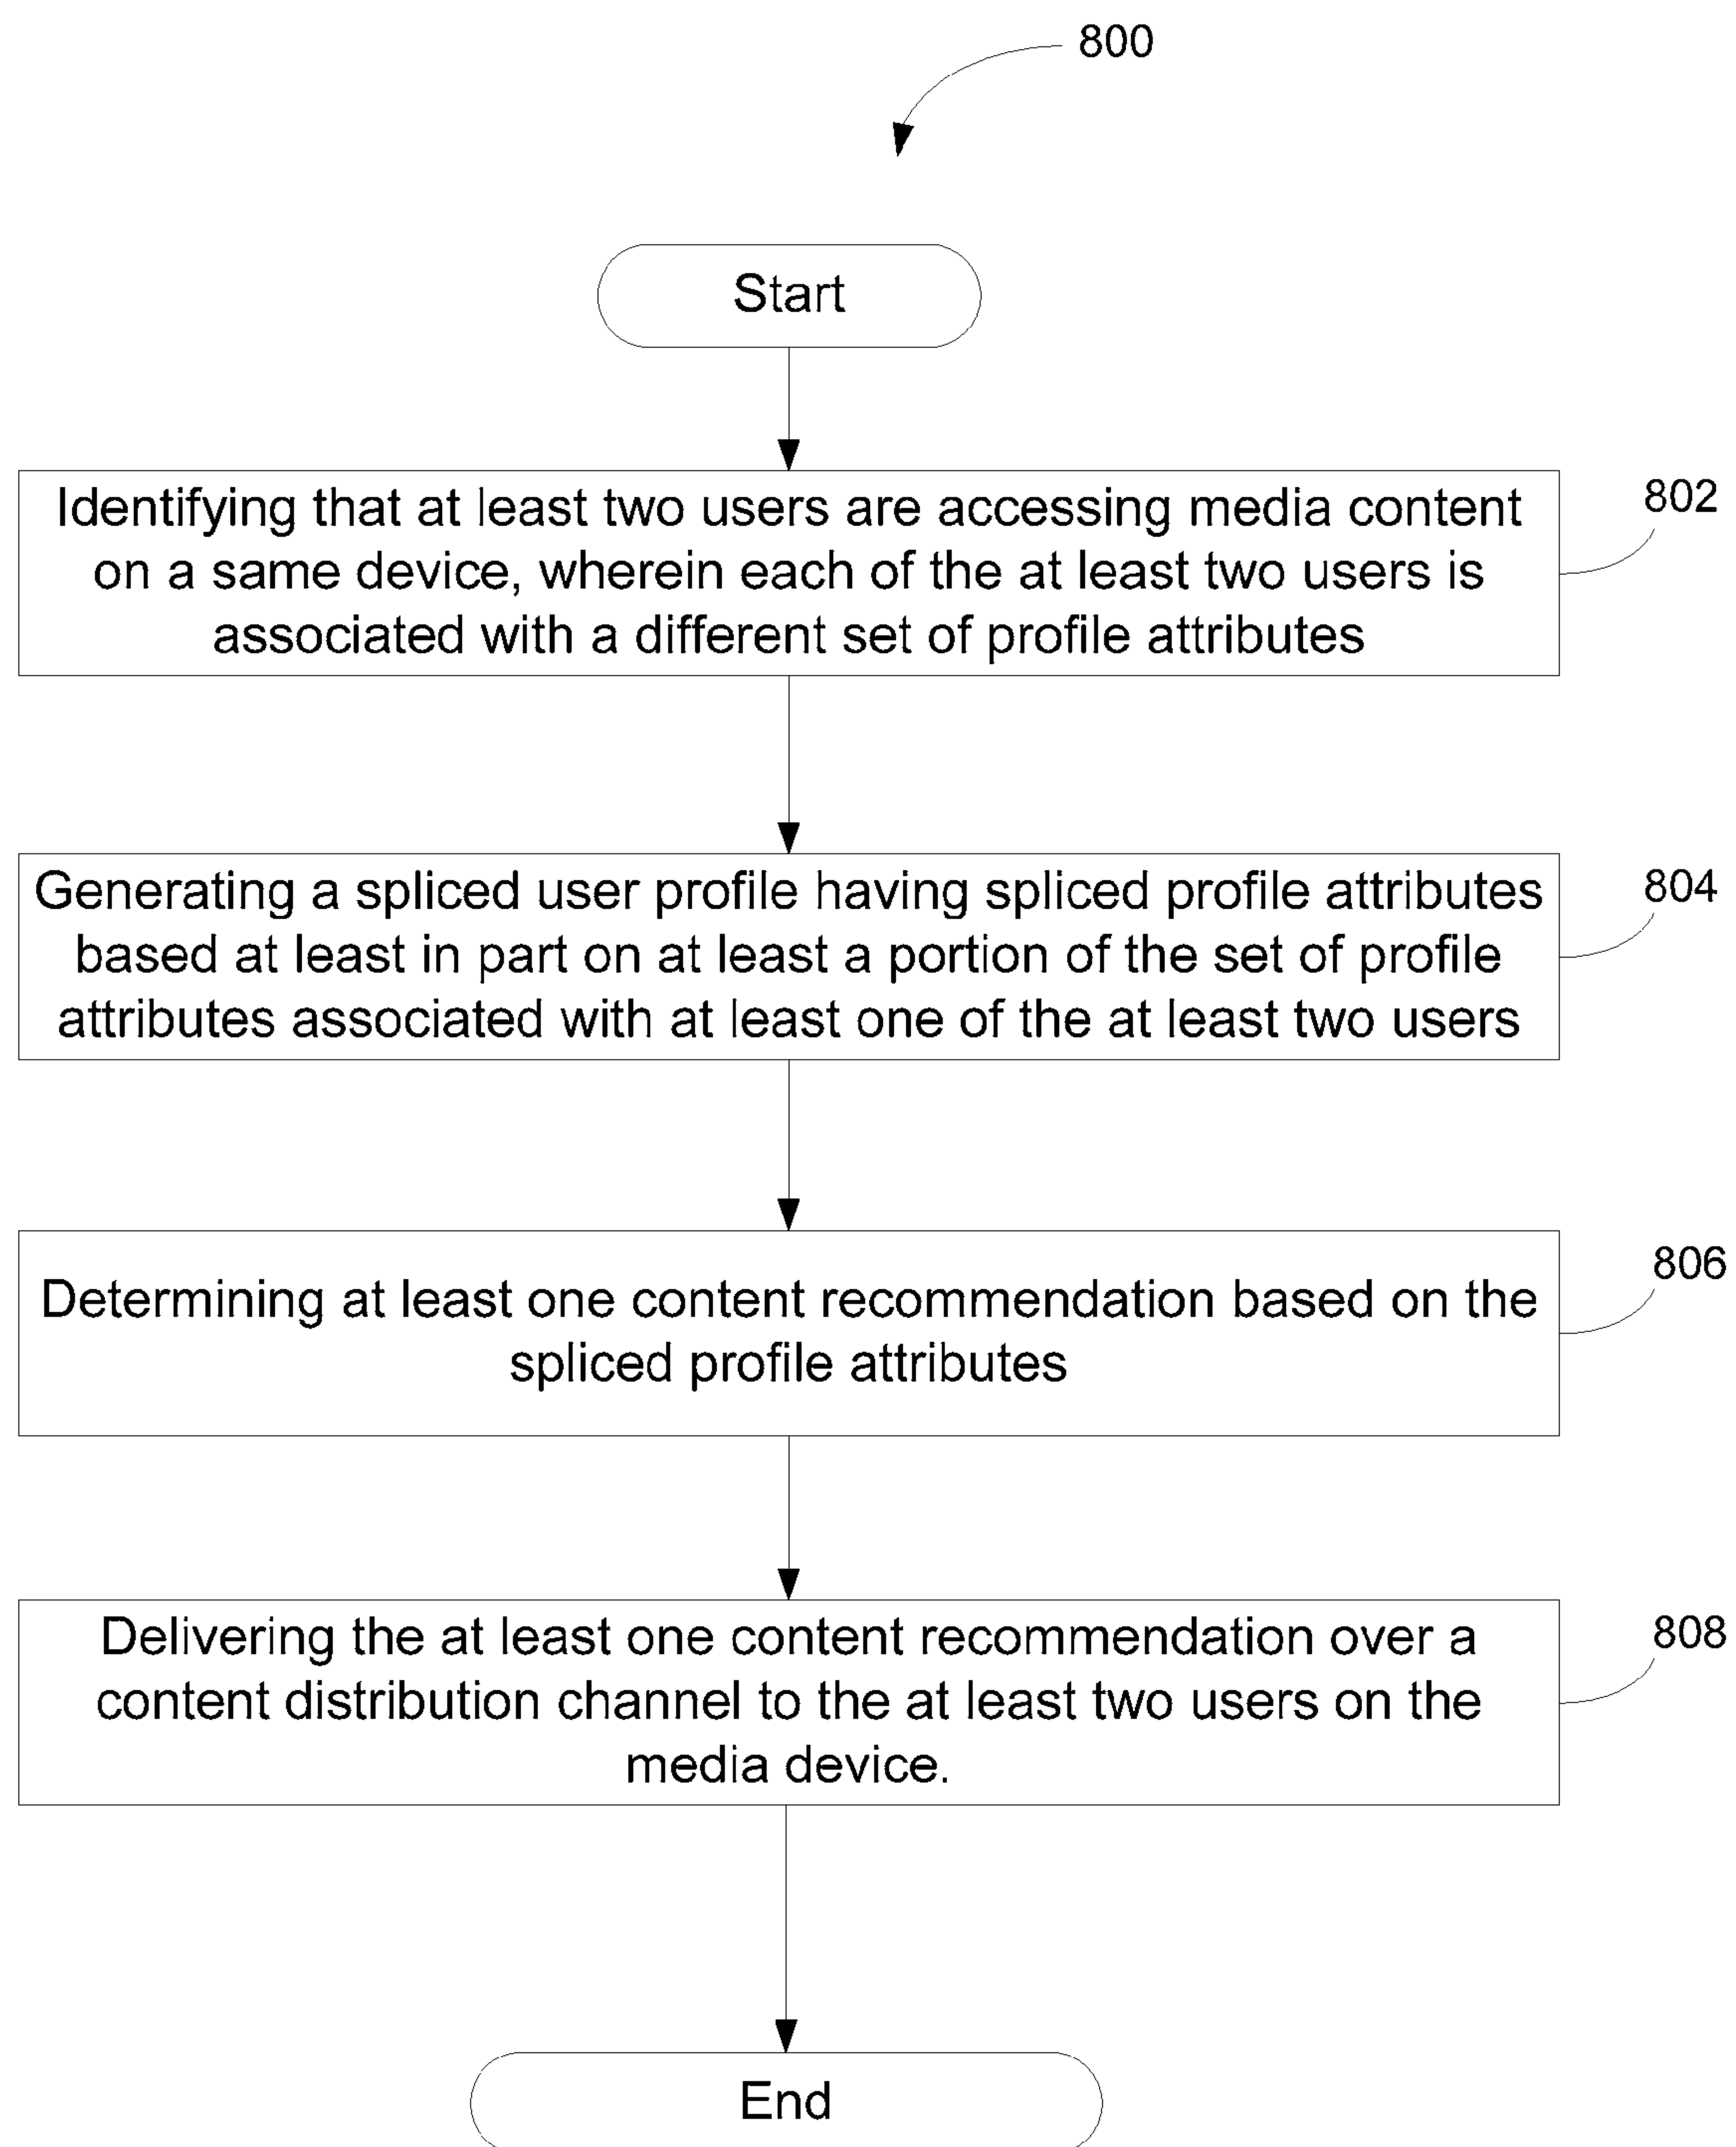 800
Start
Identifying that at least two users are accessing media content
on a same device, wherein each of the at least two users is
associated with a different set of profile attributes
802
Generating a spliced user profile having spliced profile attributes
based at least in part on at least a portion of the set of profile
attributes associated with at least one of the at least two users
804
Determining at least one content recommendation based on the
spliced profile attributes
806
Delivering the at least one content recommendation over a
content distribution channel to the at least two users on the
media device.
808
End